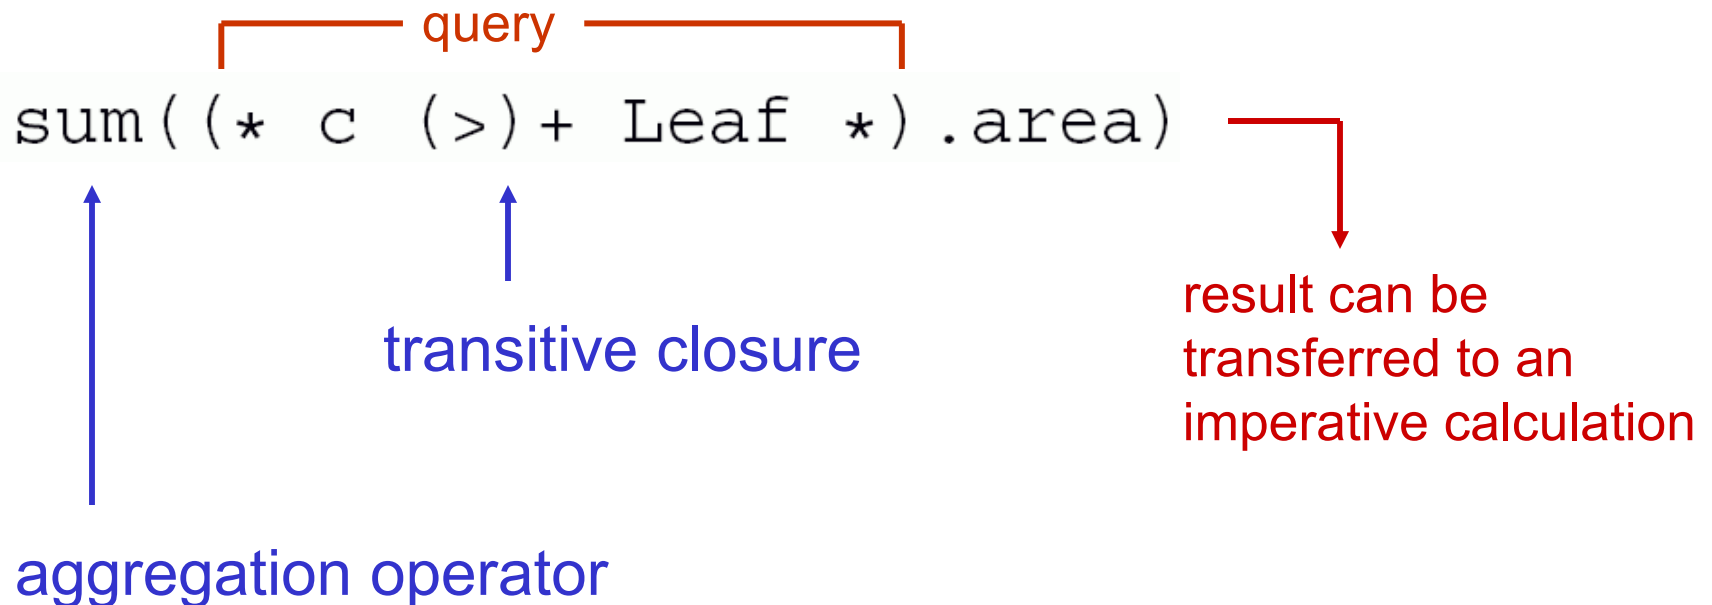 query
sum((* c (>)+ Leaf *).area)
transitive closure
result can be
transferred to an
imperative calculation
aggregation operator